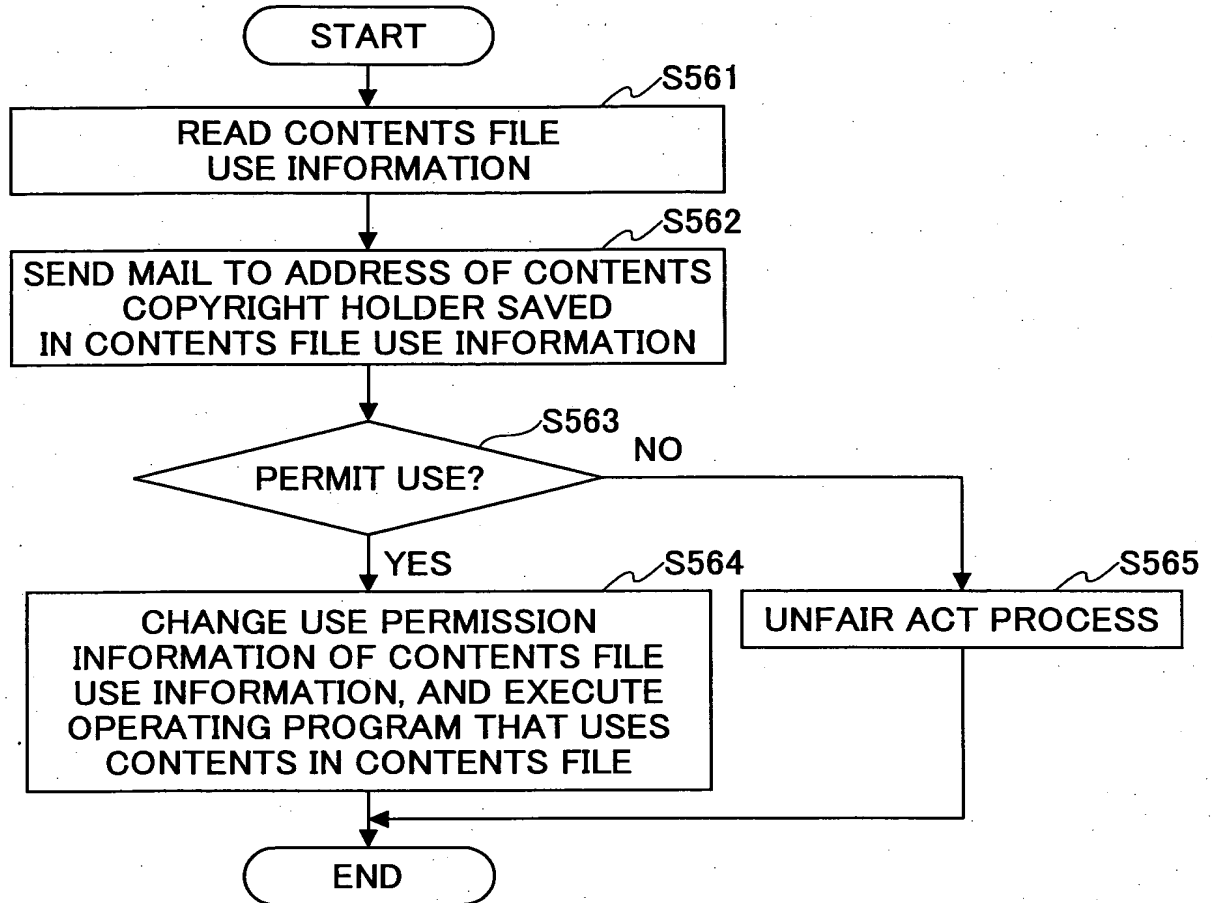 START
S561
READ CONTENTS FILE
USE INFORMATION
S562
SEND MAIL TO ADDRESS OF CONTENTS
COPYRIGHT HOLDER SAVED
IN CONTENTS FILE USE INFORMATION
S563
PERMIT USE?
NO
YES
S564
CHANGE USE PERMISSION
INFORMATION OF CONTENTS FILE
USE INFORMATION, AND EXECUTE
OPERATING PROGRAM THAT USES
CONTENTS IN CONTENTS FILE
S565
UNFAIR ACT PROCESS
END